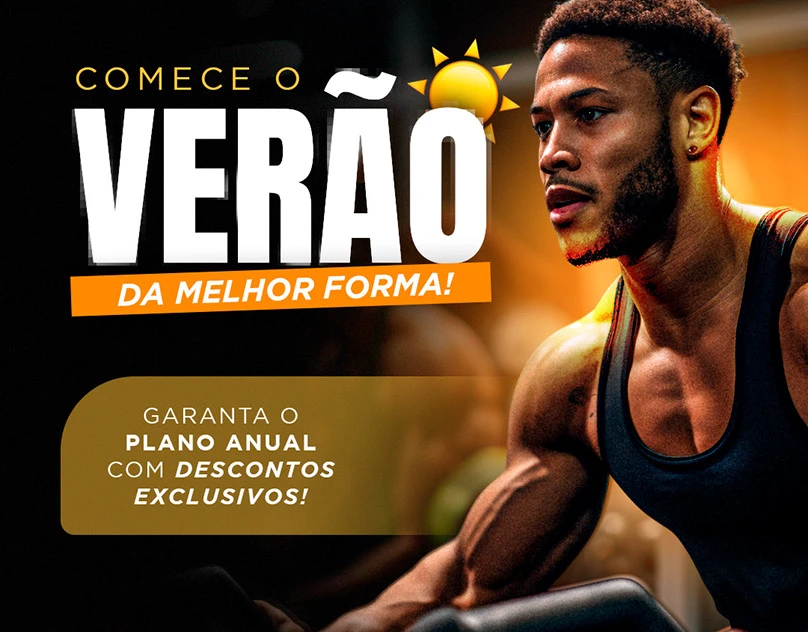 COMECE O
VERÃO
DA MELHOR FORMA!
GARANTA O
PLANO ANUAL
COM DESCONTOS
EXCLUSIVOS!